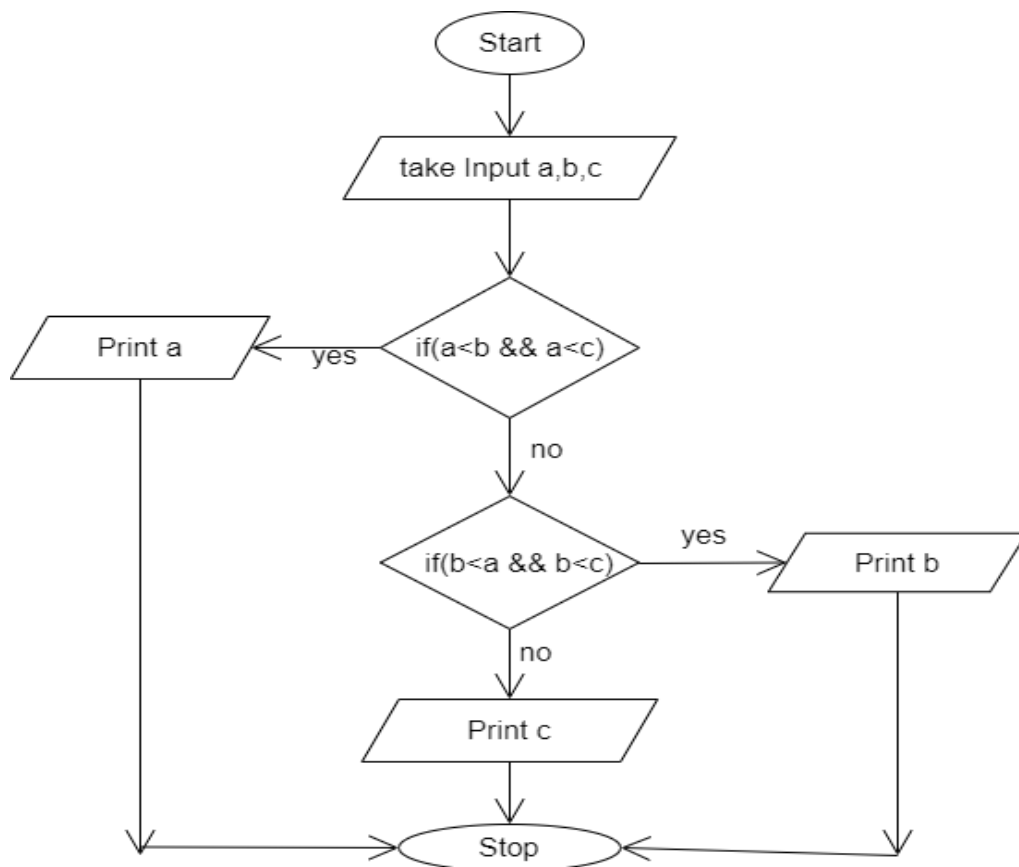 Start
take Input a,b,c
if(a<b && a<c)
yes
Print a
no
if(b<a && b<c)
yes
Print b
no
Print c
Stop